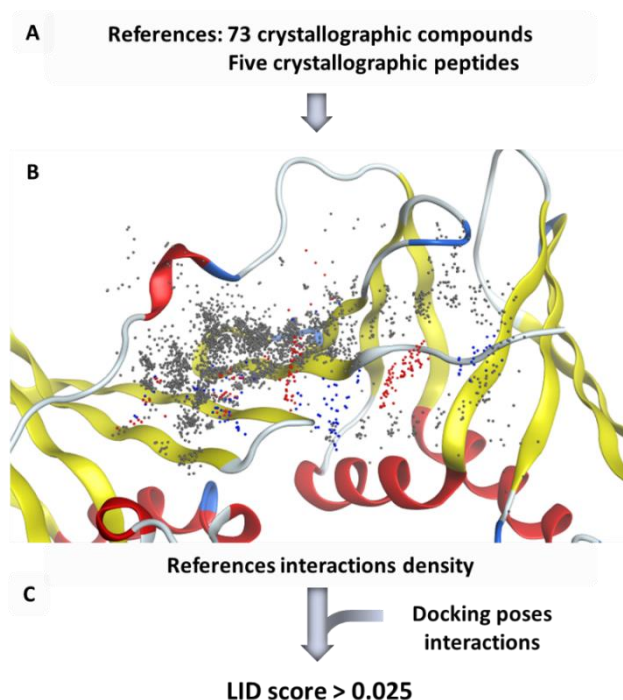 A
References: 73 crystallographic compounds
Five crystallographic peptides
B
References interactions density
C
Docking poses
interactions
LID score > 0.025